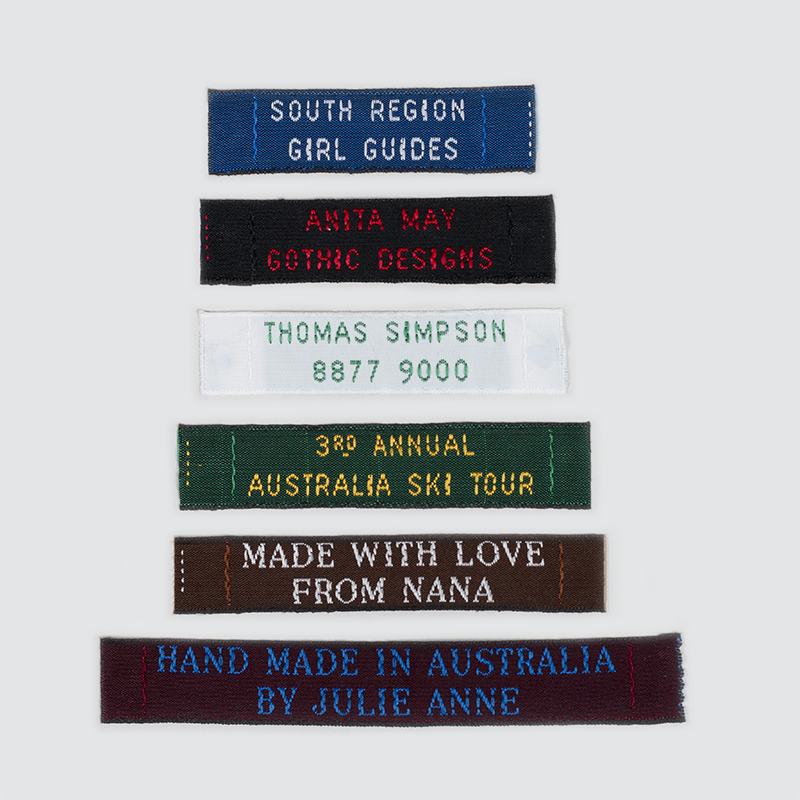 SOUTH REGION
GIRL GUIDES
ANITA MAY
GOTHIC DESIGNS
THOMAS SIMPSON
8877 9000
3RD ANNUAL
AUSTRALIA SKI TOUR
MADE WITH LOVE
FROM NANA
HAND MADE IN AUSTRALIA
BY JULIE ANNE